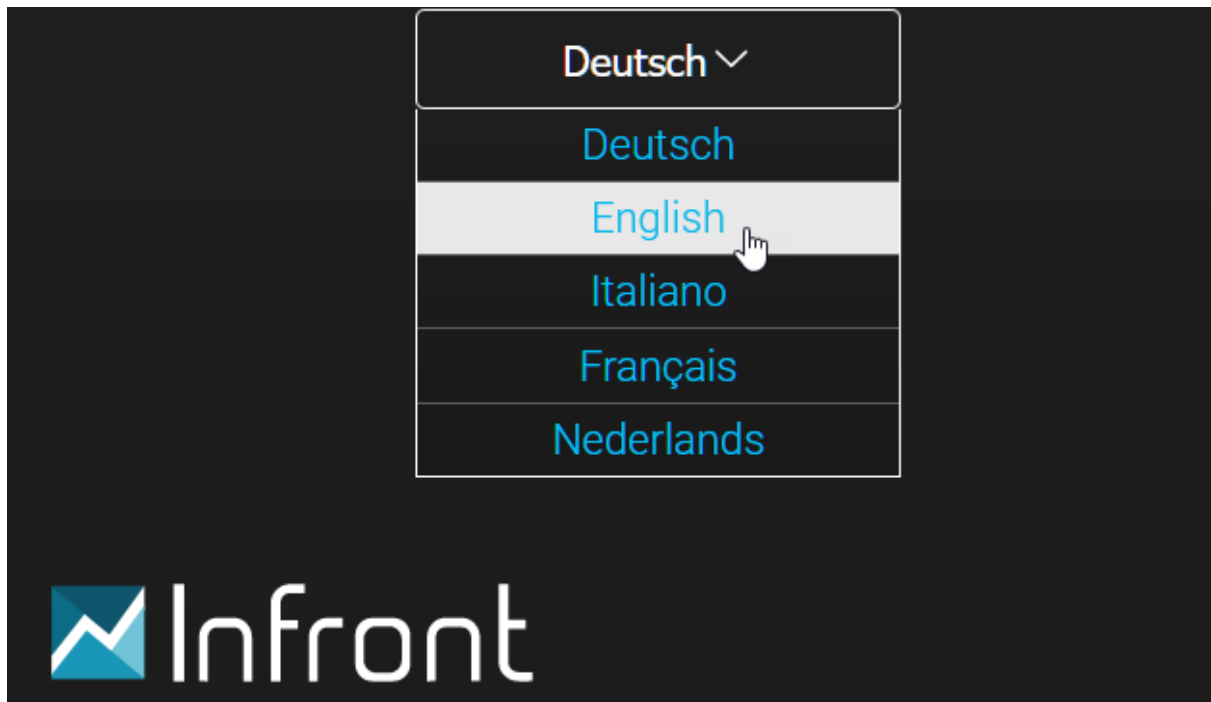 Deutsch
Deutsch
English
Italiano
Français
Nederlands
Infront